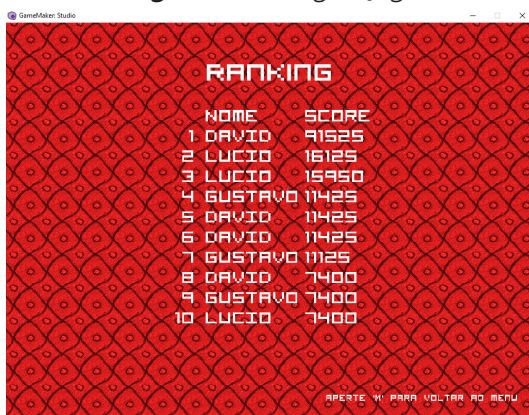 GameMaker: Studio
RANKING
NOME SCORE
1 DAVID 91525
2 LUCIO 16125
3 LUCIO 15950
4 GUSTAVO 11425
5 DAVID 11425
6 DAVID 11425
7 GUSTAVO 11125
8 DAVID 7400
9 GUSTAVO 7400
10 LUCIO 7400
APERTE 'M' PARA VOLTAR AO MENU